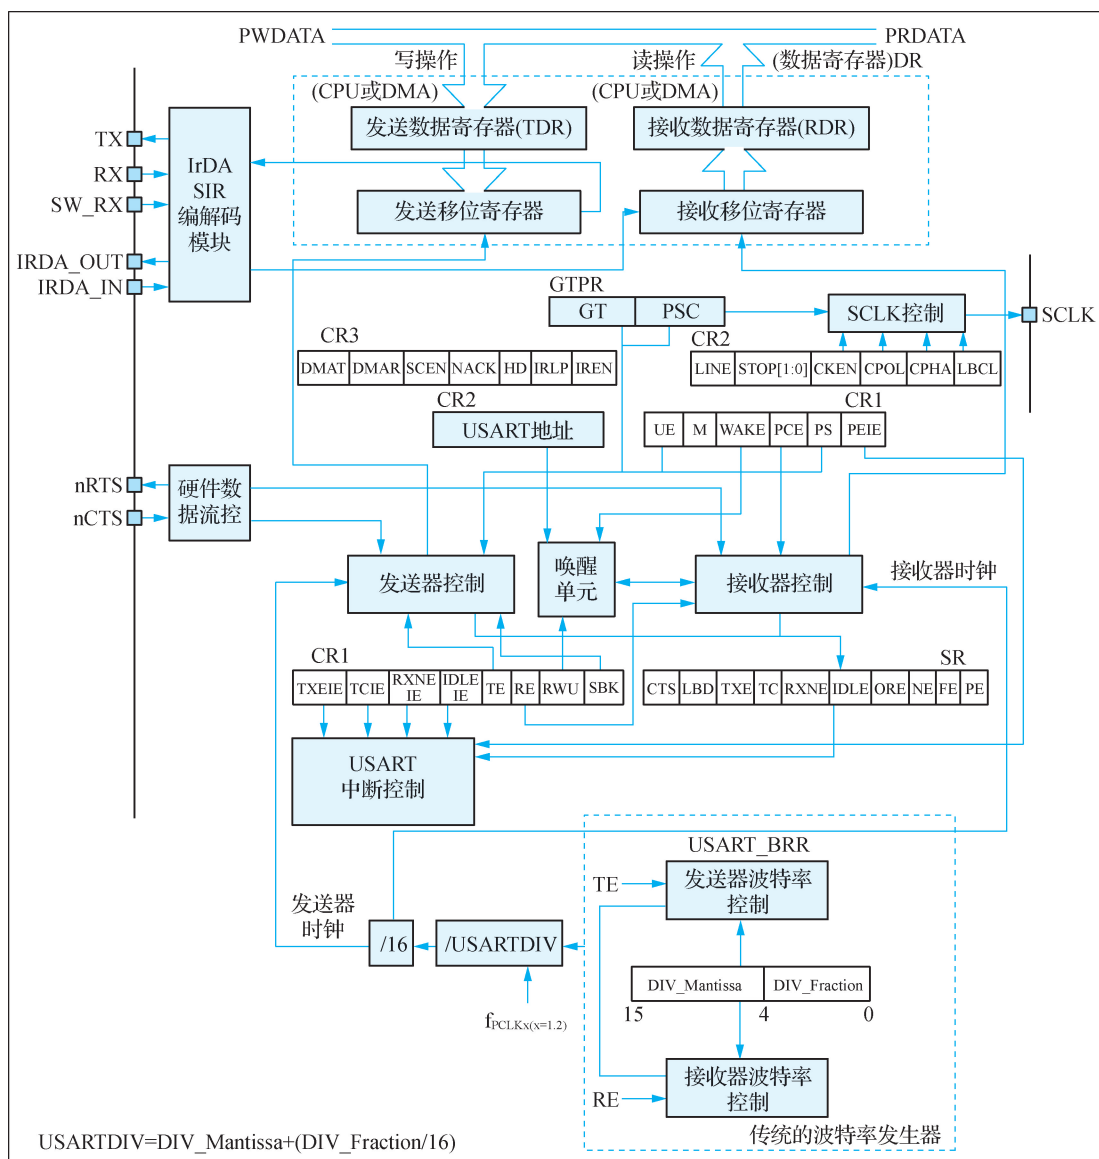 PWDATA
PRDATA
写操作
读操作
(数据寄存器)DR
(CPU或DMA)
(CPU或DMA)
发送数据寄存器(TDR)
接收数据寄存器(RDR)
TX
RX
SW_RX
IRDA_OUT
IRDA_IN
IrDA
SIR
编解码
模块
发送移位寄存器
接收移位寄存器
GTPR
GT
PSC
SCLK控制
SCLK
CR3
DMAT
DMAR
SCEN
NACK
HD
IRLP
IREN
CR2
LINE
STOP[1:0]
CKEN
CPOL
CPHA
LBCL
CR2
USART地址
CR1
UE
M
WAKE
PCE
PS
PEIE
nRTS
nCTS
硬件数
据流控
发送器控制
唤醒
单元
接收器控制
接收器时钟
CR1
TXEIE
TCIE
RXNE
IE
IDLE
IE
TE
RE
RWU
SBK
SR
CTS
LBD
TXE
TC
RXNE
IDLE
ORE
NE
FE
PE
USART
中断控制
USART_BRR
TE
发送器波特率
控制
发送器
时钟
/16
/USARTDIV
fPCLKx(x=1.2)
DIV_Mantissa
DIV_Fraction
15
4
0
接收器波特率
控制
RE
传统的波特率发生器
USARTDIV=DIV_Mantissa+(DIV_Fraction/16)